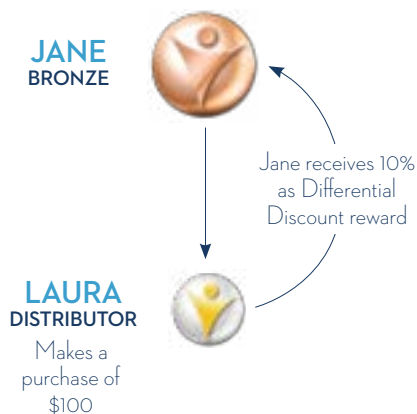 JANE
BRONZE
Jane receives 10%
as Differential
Discount reward
LAURA
DISTRIBUTOR
Makes a
purchase of
$100